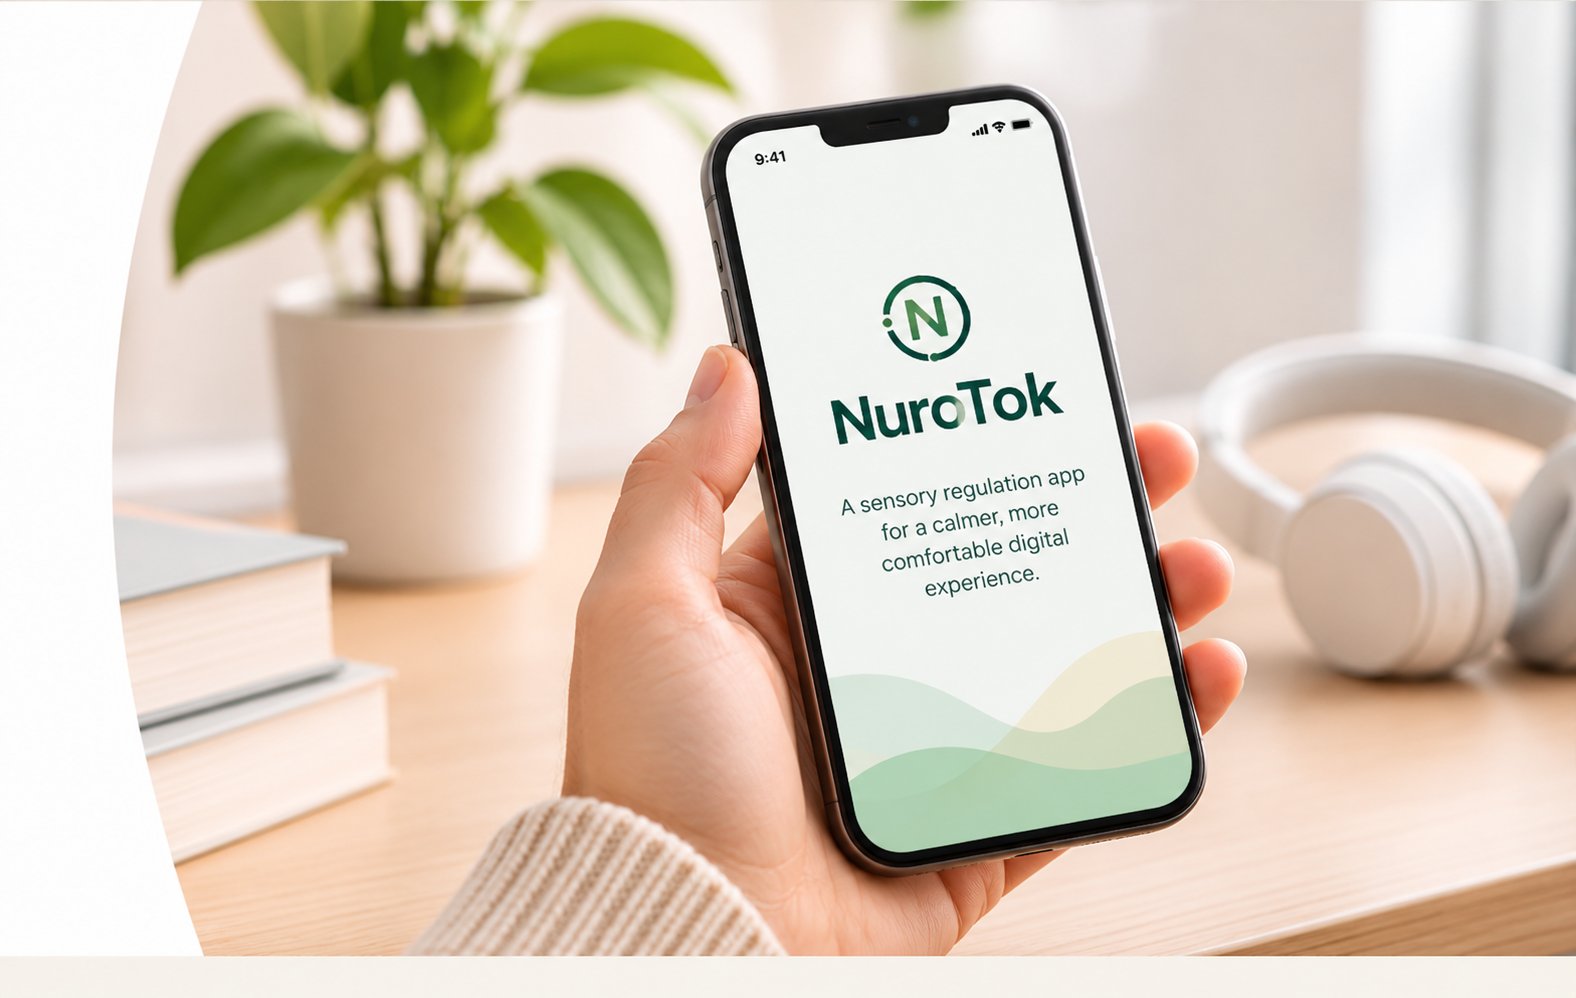 9:41
N
NuroTok
A sensory regulation app
for a calmer, more
comfortable digital
experience.